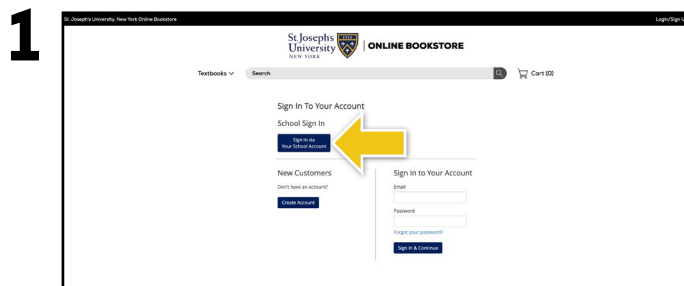 1
St. Joseph's University, New York Online Bookstore
Login/Sign U
St. Joseph's
University
NEW YORK
ONLINE BOOKSTORE
Textbooks
Search
Cart (0)
Sign In To Your Account
School Sign In
Sign-In via
Your School Account
New Customers
Don't have an account?
Create Account
Sign In to Your Account
Email
Password
Forgot your password?
Sign In & Continue